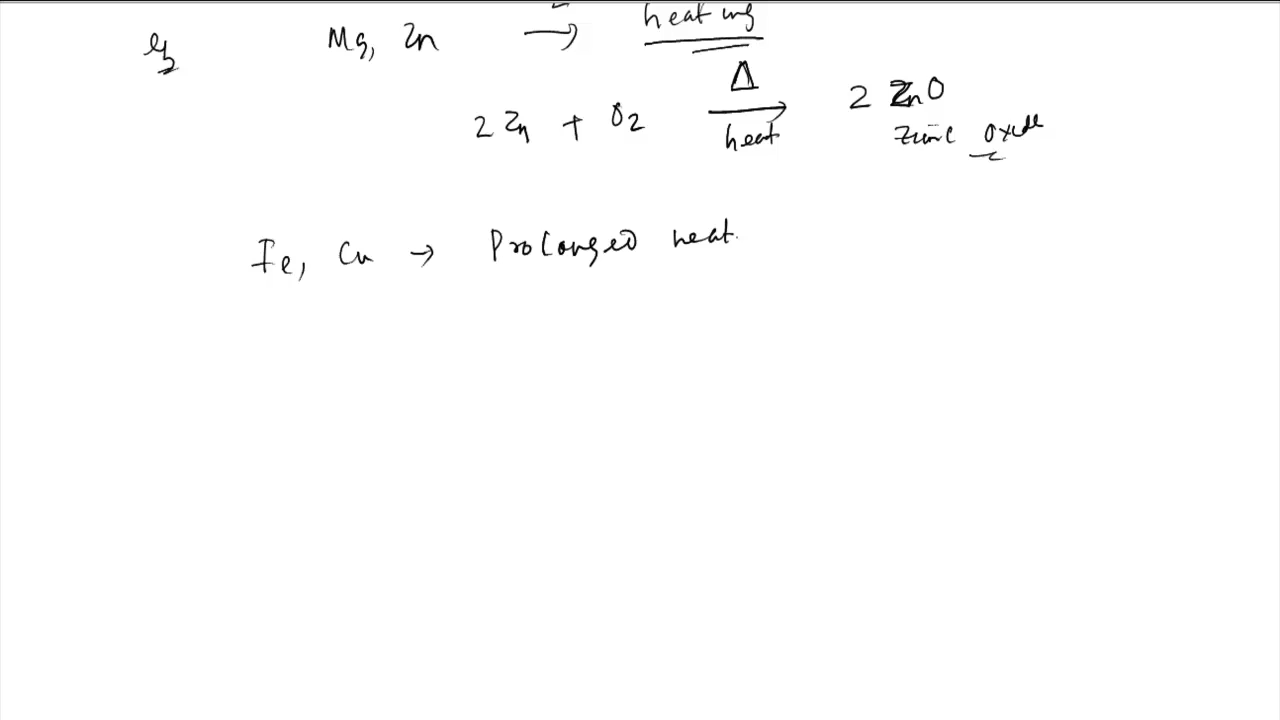 eg Mg, Zn → heating
Δ
2 Zn + O2 → 2 ZnO
heat Zinc Oxide
Fe, Cu → Prolonged heat.